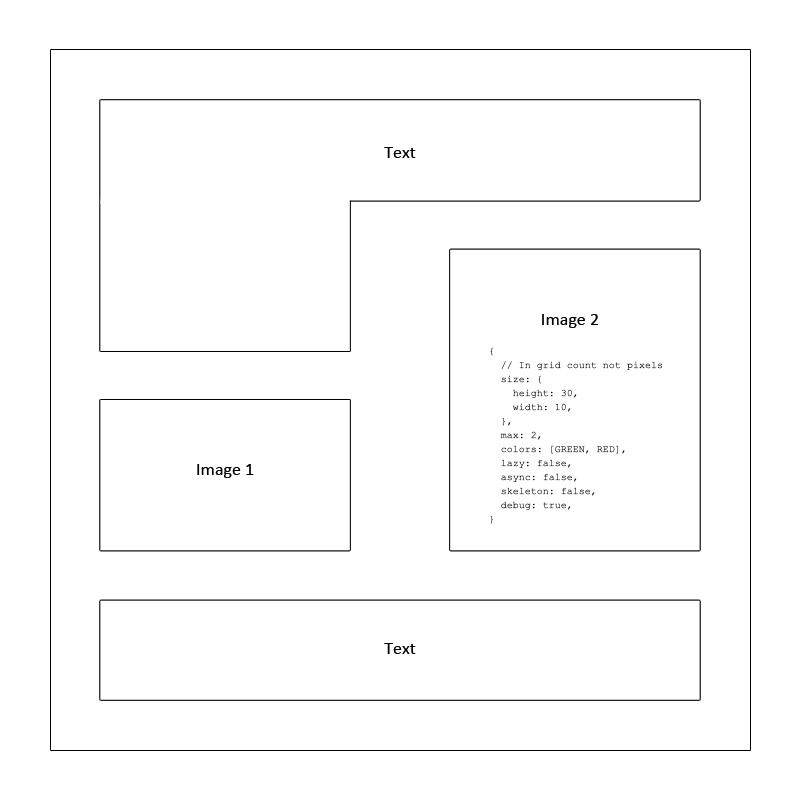 Text
Image 2
{
// In grid count not pixels
size: {
height: 30,
width: 10,
},
max: 2,
colors: [GREEN, RED],
lazy: false,
async: false,
skeleton: false,
debug: true,
}
Image 1
Text